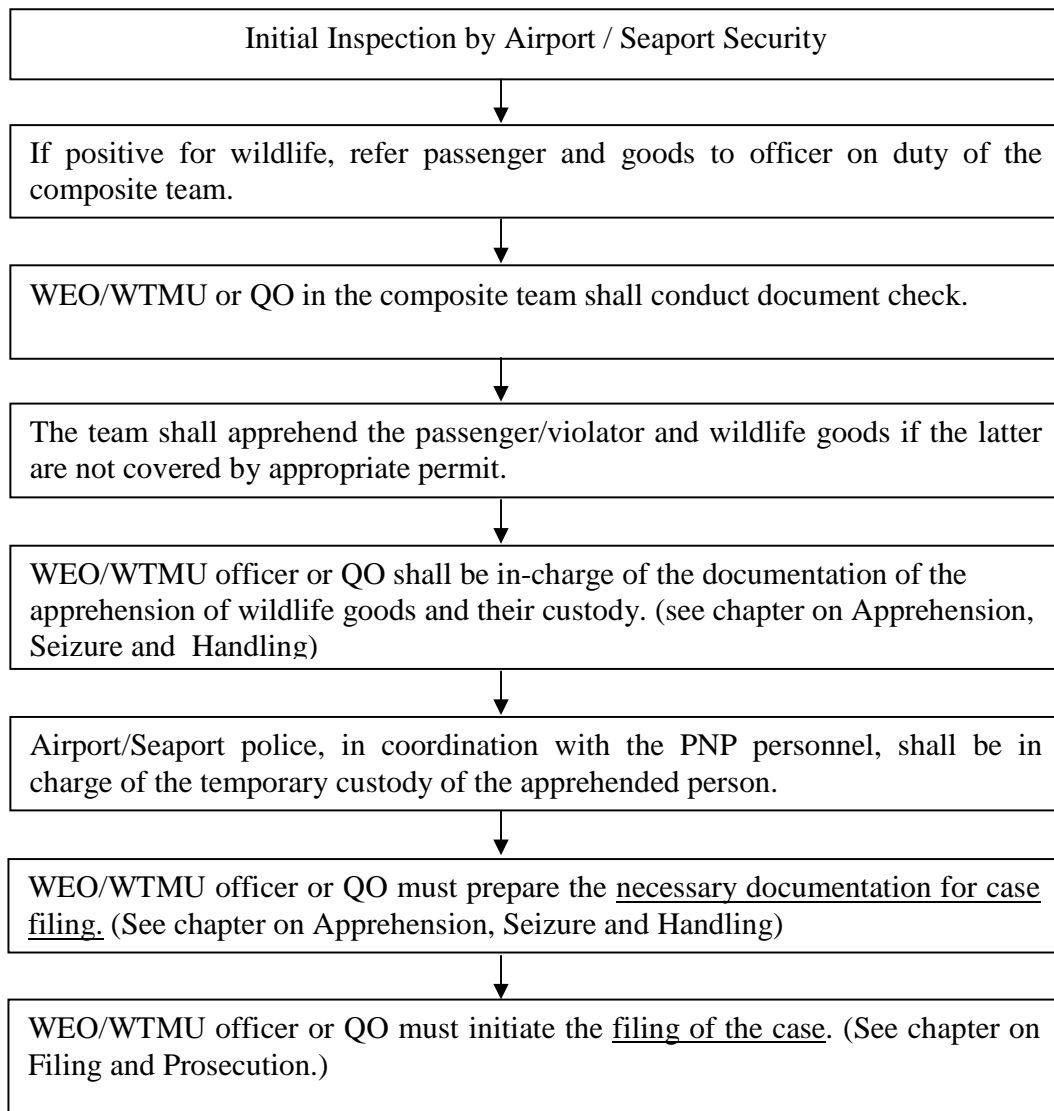 Initial Inspection by Airport / Seaport Security
If positive for wildlife, refer passenger and goods to officer on duty of the
composite team.
WEO/WTMU or QO in the composite team shall conduct document check.
The team shall apprehend the passenger/violator and wildlife goods if the latter
are not covered by appropriate permit.
WEO/WTMU officer or QO shall be in-charge of the documentation of the
apprehension of wildlife goods and their custody. (see chapter on Apprehension,
Seizure and Handling)
Airport/Seaport police, in coordination with the PNP personnel, shall be in
charge of the temporary custody of the apprehended person.
WEO/WTMU officer or QO must prepare the necessary documentation for case
filing. (See chapter on Apprehension, Seizure and Handling)
WEO/WTMU officer or QO must initiate the filing of the case. (See chapter on
Filing and Prosecution.)